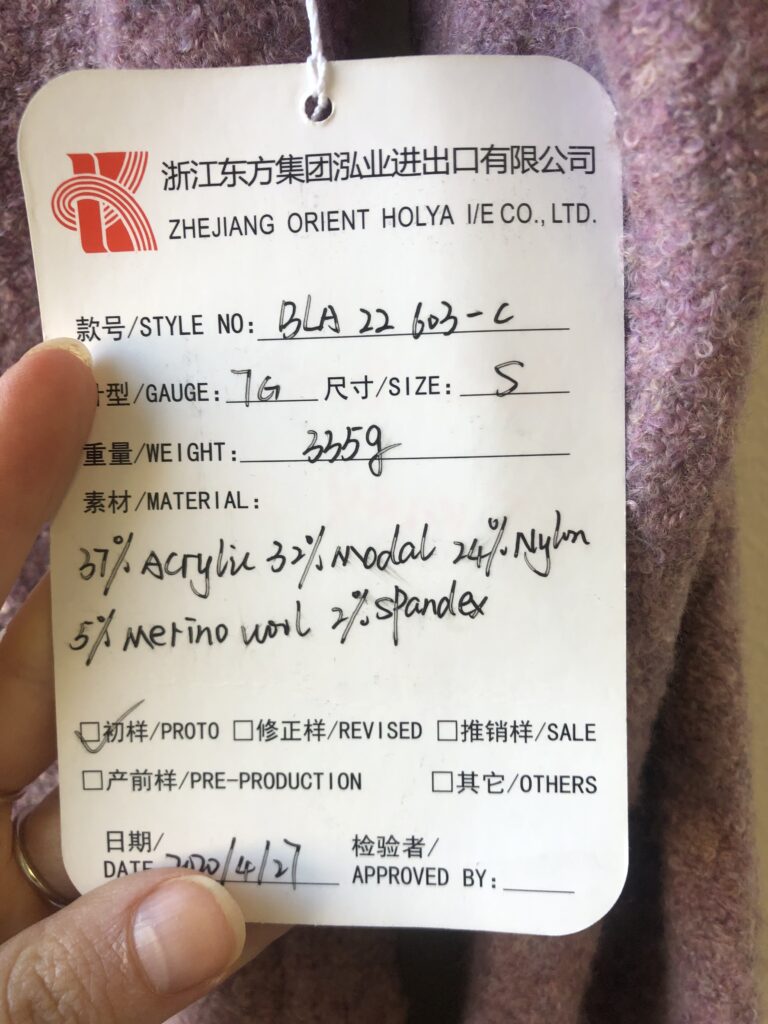 浙江东方集团泓业进出口有限公司
ZHEJIANG ORIENT HOLYA I/E CO., LTD.
款号/STYLE NO: BLA 22 603-C
型/GAUGE: 7G 尺寸/SIZE: S
重量/WEIGHT: 335g
素材/MATERIAL:
37% Acrylic 32% Modal 24% Nylon
5% Merino wool 2% Spandex
☑初样/PROTO □修正样/REVISED □推销样/SALE
□产前样/PRE-PRODUCTION □其它/OTHERS
日期/ 检验者/
DATE 2020/4/27 APPROVED BY: